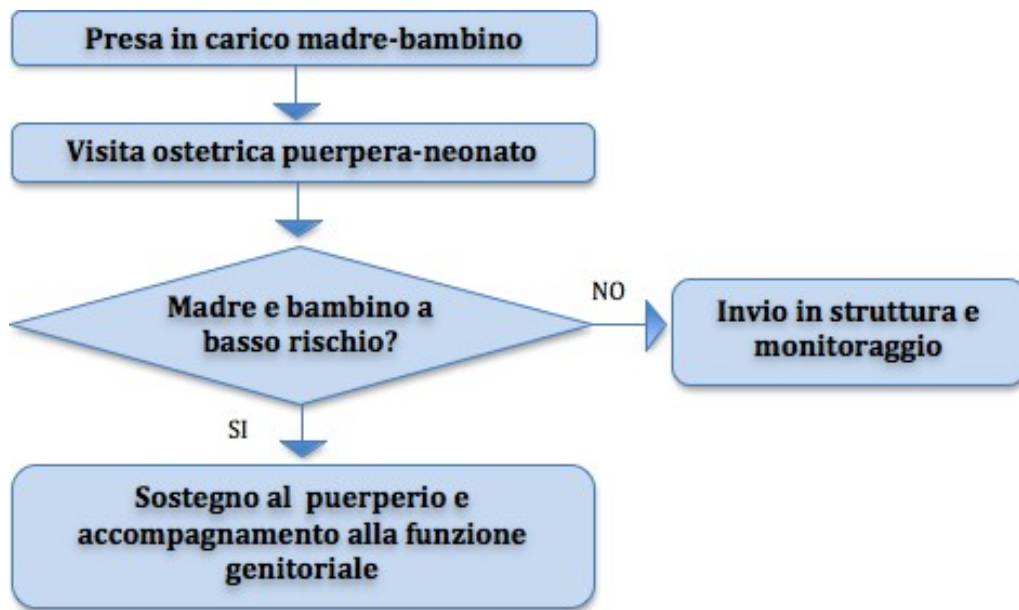 Presa in carico madre-bambino
Visita ostetrica puerpera-neonato
Madre e bambino a
basso rischio?
NO
Invio in struttura e
monitoraggio
SI
Sostegno al puerperio e
accompagnamento alla funzione
genitoriale